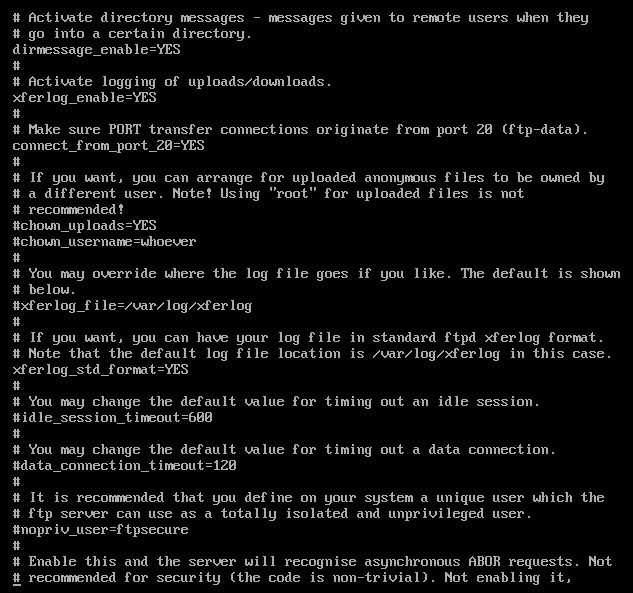 # Activate directory messages - messages given to remote users when they
# go into a certain directory.
dirmessage_enable=YES
#
# Activate logging of uploads/downloads.
xferlog_enable=YES
#
# Make sure PORT transfer connections originate from port 20 (ftp-data).
connect_from_port_20=YES
#
# If you want, you can arrange for uploaded anonymous files to be owned by
# a different user. Note! Using "root" for uploaded files is not
# recommended!
#chown_uploads=YES
#chown_username=whoever
#
# You may override where the log file goes if you like. The default is shown
# below.
#xferlog_file=/var/log/xferlog
#
# If you want, you can have your log file in standard ftpd xferlog format.
# Note that the default log file location is /var/log/xferlog in this case.
xferlog_std_format=YES
#
# You may change the default value for timing out an idle session.
#idle_session_timeout=600
#
# You may change the default value for timing out a data connection.
#data_connection_timeout=120
#
# It is recommended that you define on your system a unique user which the
# ftp server can use as a totally isolated and unprivileged user.
#nopriv_user=ftpsecure
#
# Enable this and the server will recognise asynchronous ABOR requests. Not
# recommended for security (the code is non-trivial). Not enabling it,